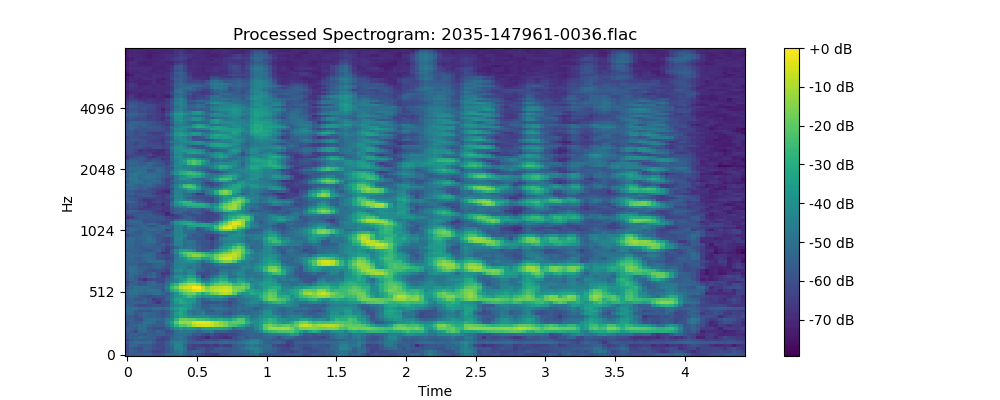 Processed Spectrogram: 2035-147961-0036.flac
+0 dB
-10 dB
-20 dB
-30 dB
-40 dB
-50 dB
-60 dB
-70 dB
Hz
4096
2048
1024
512
0
0 0.5 1 1.5 2 2.5 3 3.5 4
Time